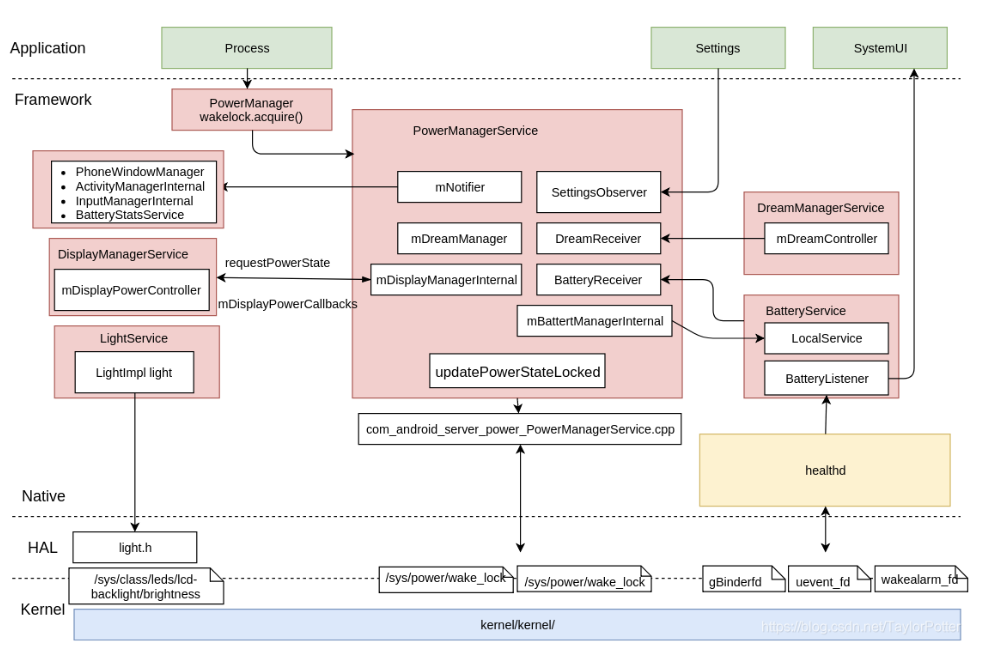 Application
Process
Settings
SystemUI
Framework
PowerManager
wakelock.acquire()
PowerManagerService
PhoneWindowManager
ActivityManagerInternal
InputManagerInternal
BatteryStatsService
mNotifier
SettingsObserver
DreamManagerService
mDreamController
DisplayManagerService
mDisplayPowerController
requestPowerState
mDisplayPowerCallbacks
mDreamManager
DreamReceiver
mDisplayManagerInternal
BatteryReceiver
mBattertManagerInternal
BatteryService
LocalService
BatteryListener
LightService
LightImpl light
updatePowerStateLocked
com_android_server_power_PowerManagerService.cpp
healthd
Native
HAL
light.h
/sys/class/leds/lcd-
backlight/brightness
/sys/power/wake_lock
/sys/power/wake_lock
gBinderfd
uevent_fd
wakealarm_fd
Kernel
kernel/kernel/
https://blog.csdn.net/TaylorPotter